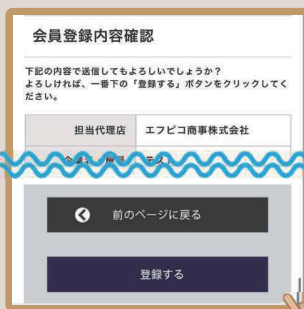 会員登録内容確認
下記の内容で送信してもよろしいでしょうか？
よろしければ、一番下の「登録する」ボタンをクリックしてく
ださい。
担当代理店 エフピコ商事株式会社
前のページに戻る
登録する